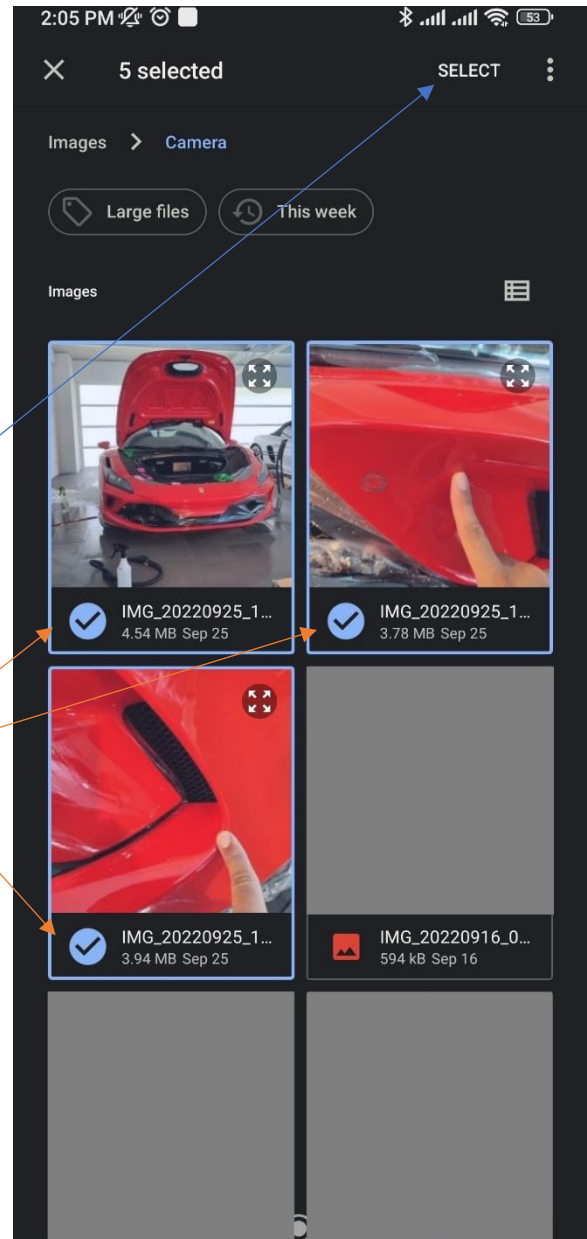 2:05 PM 53
5 selected SELECT
Images Camera
Large files This week
Images
IMG_20220925_1... IMG_20220925_1...
4.54 MB Sep 25 3.78 MB Sep 25
IMG_20220925_1... IMG_20220916_0...
3.94 MB Sep 25 594 kB Sep 16